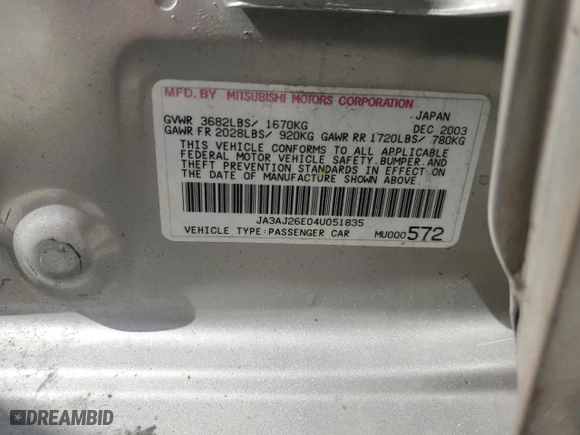 MFD. BY MITSUBISHI MOTORS CORPORATION
JAPAN
GVWR 3682LBS/ 1670KG DEC 2003
GAWR FR 2028LBS/ 920KG GAWR RR 1720LBS/ 780KG
THIS VEHICLE CONFORMS TO ALL APPLICABLE
FEDERAL MOTOR VEHICLE SAFETY, BUMPER, AND
THEFT PREVENTION STANDARDS IN EFFECT ON
THE DATE OF MANUFACTURE SHOWN ABOVE.
JA3AJ26E04U051835
VEHICLE TYPE:PASSENGER CAR MU000572
DREAMBID